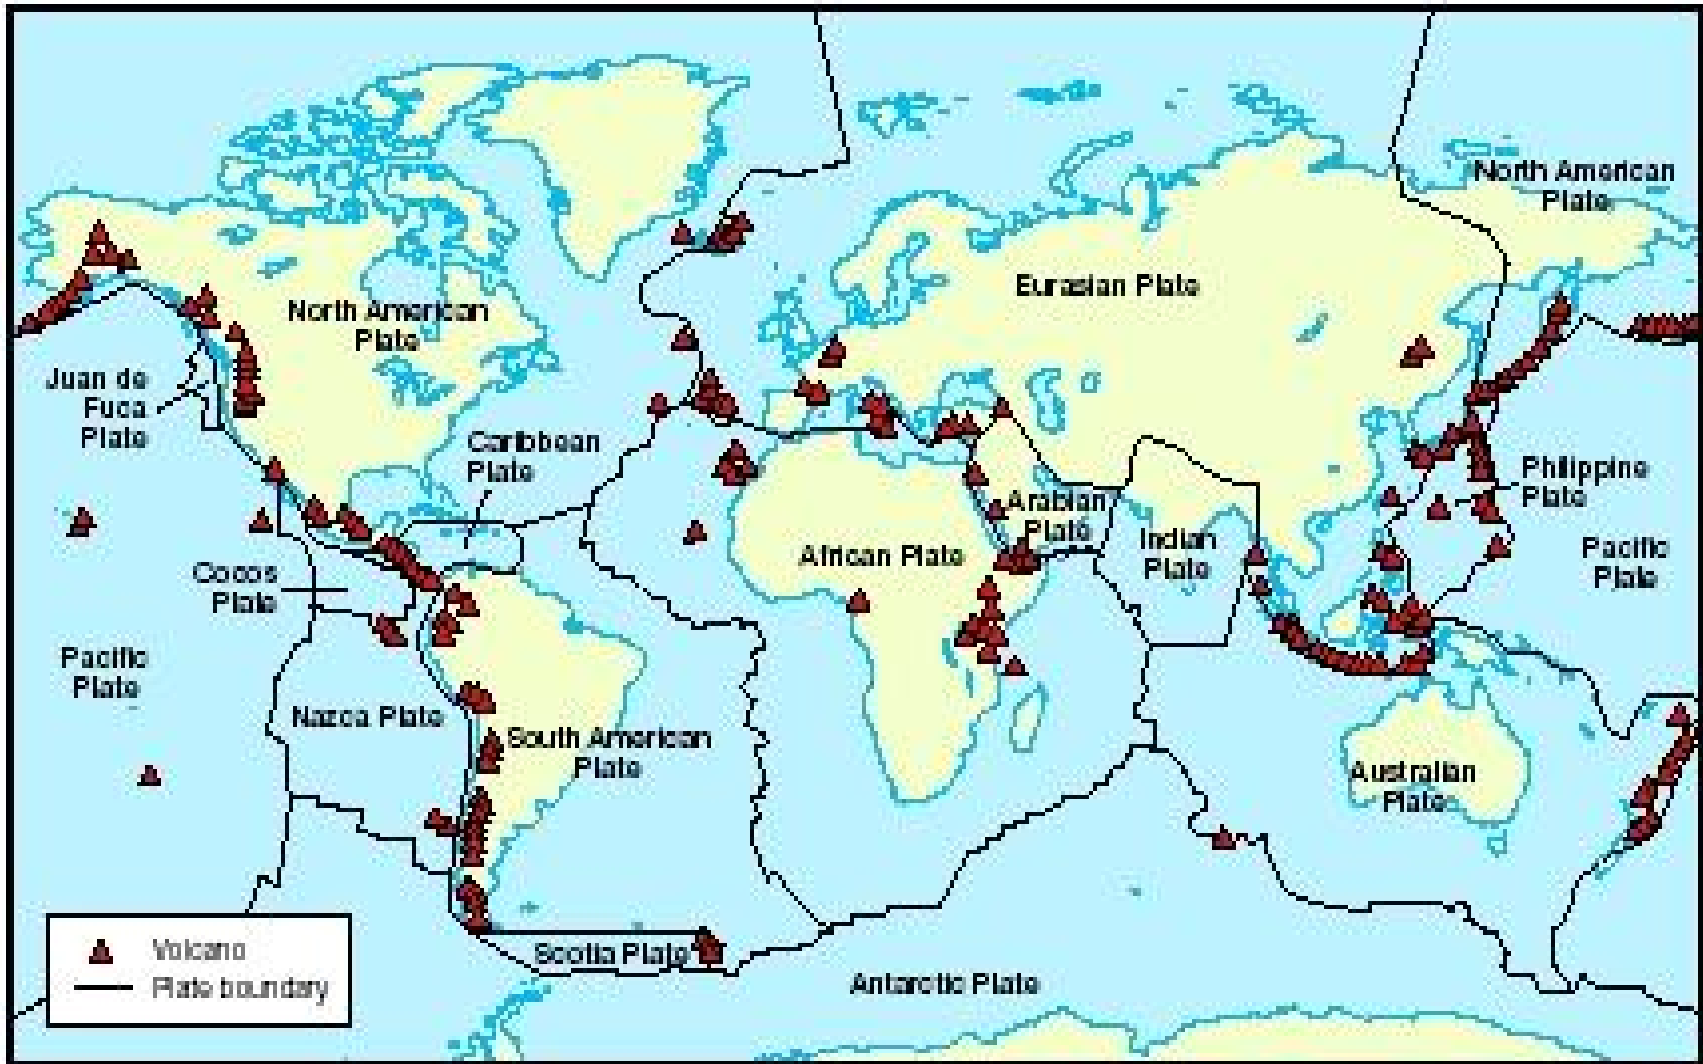 North American
Plate
Eurasian Plate
North American
Plate
Juan de
Fuca
Plate
Caribbean
Plate
Philippine
Plate
Arabian
Plate
African Plate
Indian
Plate
Pacific
Plate
Cocos
Plate
Pacific
Plate
Nazca Plate
South American
Plate
Australian
Plate
Volcano
Plate boundary
Scotia Plate
Antarctic Plate